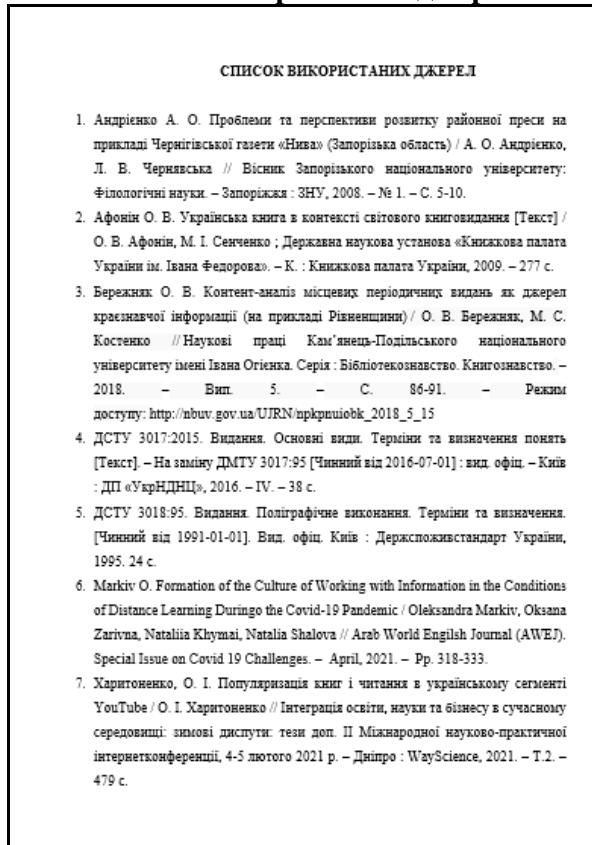 СПИСОК ВИКОРИСТАНИХ ДЖЕРЕЛ
1. Андрієнко А. О. Проблеми та перспективи розвитку районної преси на
прикладі Чернігівської газети «Нива» (Запорізька область) / А. О. Андрієнко,
Л. В. Чернявська // Вісник Запорізького національного університету:
Філологічні науки. – Запоріжжя : ЗНУ, 2008. – № 1. – С. 5-10.
2. Афонін О. В. Українська книга в контексті світового книговидання [Текст] /
О. В. Афонін, М. І. Сенченко ; Державна наукова установа «Книжкова палата
України ім. Івана Федорова». – К. : Книжкова палата України, 2009. – 277 с.
3. Бережняк О. В. Контент-аналіз місцевих періодичних видань як джерел
краєзнавчої інформації (на прикладі Рівненщини) / О. В. Бережняк, М. С.
Костенко // Наукові праці Кам’янець-Подільського національного
університету імені Івана Огієнка. Серія : Бібліотекознавство. Книгознавство. –
2018. – Вип. 5. – С. 86-91. – Режим
доступу: http://nbuv.gov.ua/UJRN/npkpnuiobk_2018_5_15
4. ДСТУ 3017:2015. Видання. Основні види. Терміни та визначення понять
[Текст]. – На заміну ДМТУ 3017:95 [Чинний від 2016-07-01] : вид. офіц. – Київ
: ДП «УкрНДНЦ», 2016. – IV. – 38 с.
5. ДСТУ 3018:95. Видання. Поліграфічне виконання. Терміни та визначення.
[Чинний від 1991-01-01]. Вид. офіц. Київ : Держспоживстандарт України,
1995. 24 с.
6. Markiv O. Formation of the Culture of Working with Information in the Conditions
of Distance Learning Duringo the Covid-19 Pandemic / Oleksandra Markiv, Oksana
Zarivna, Nataliia Khymai, Natalia Shalova // Arab World Engilsh Journal (AWEJ).
Special Issue on Covid 19 Challenges. – April, 2021. – Pp. 318-333.
7. Харитоненко, О. І. Популяризація книг і читання в українському сегменті
YouTube / О. І. Харитоненко // Інтеграція освіти, науки та бізнесу в сучасному
середовищі: зимові диспути: тези доп. II Міжнародної науково-практичної
інтернетконференції, 4-5 лютого 2021 р. – Дніпро : WayScience, 2021. – Т.2. –
479 с.